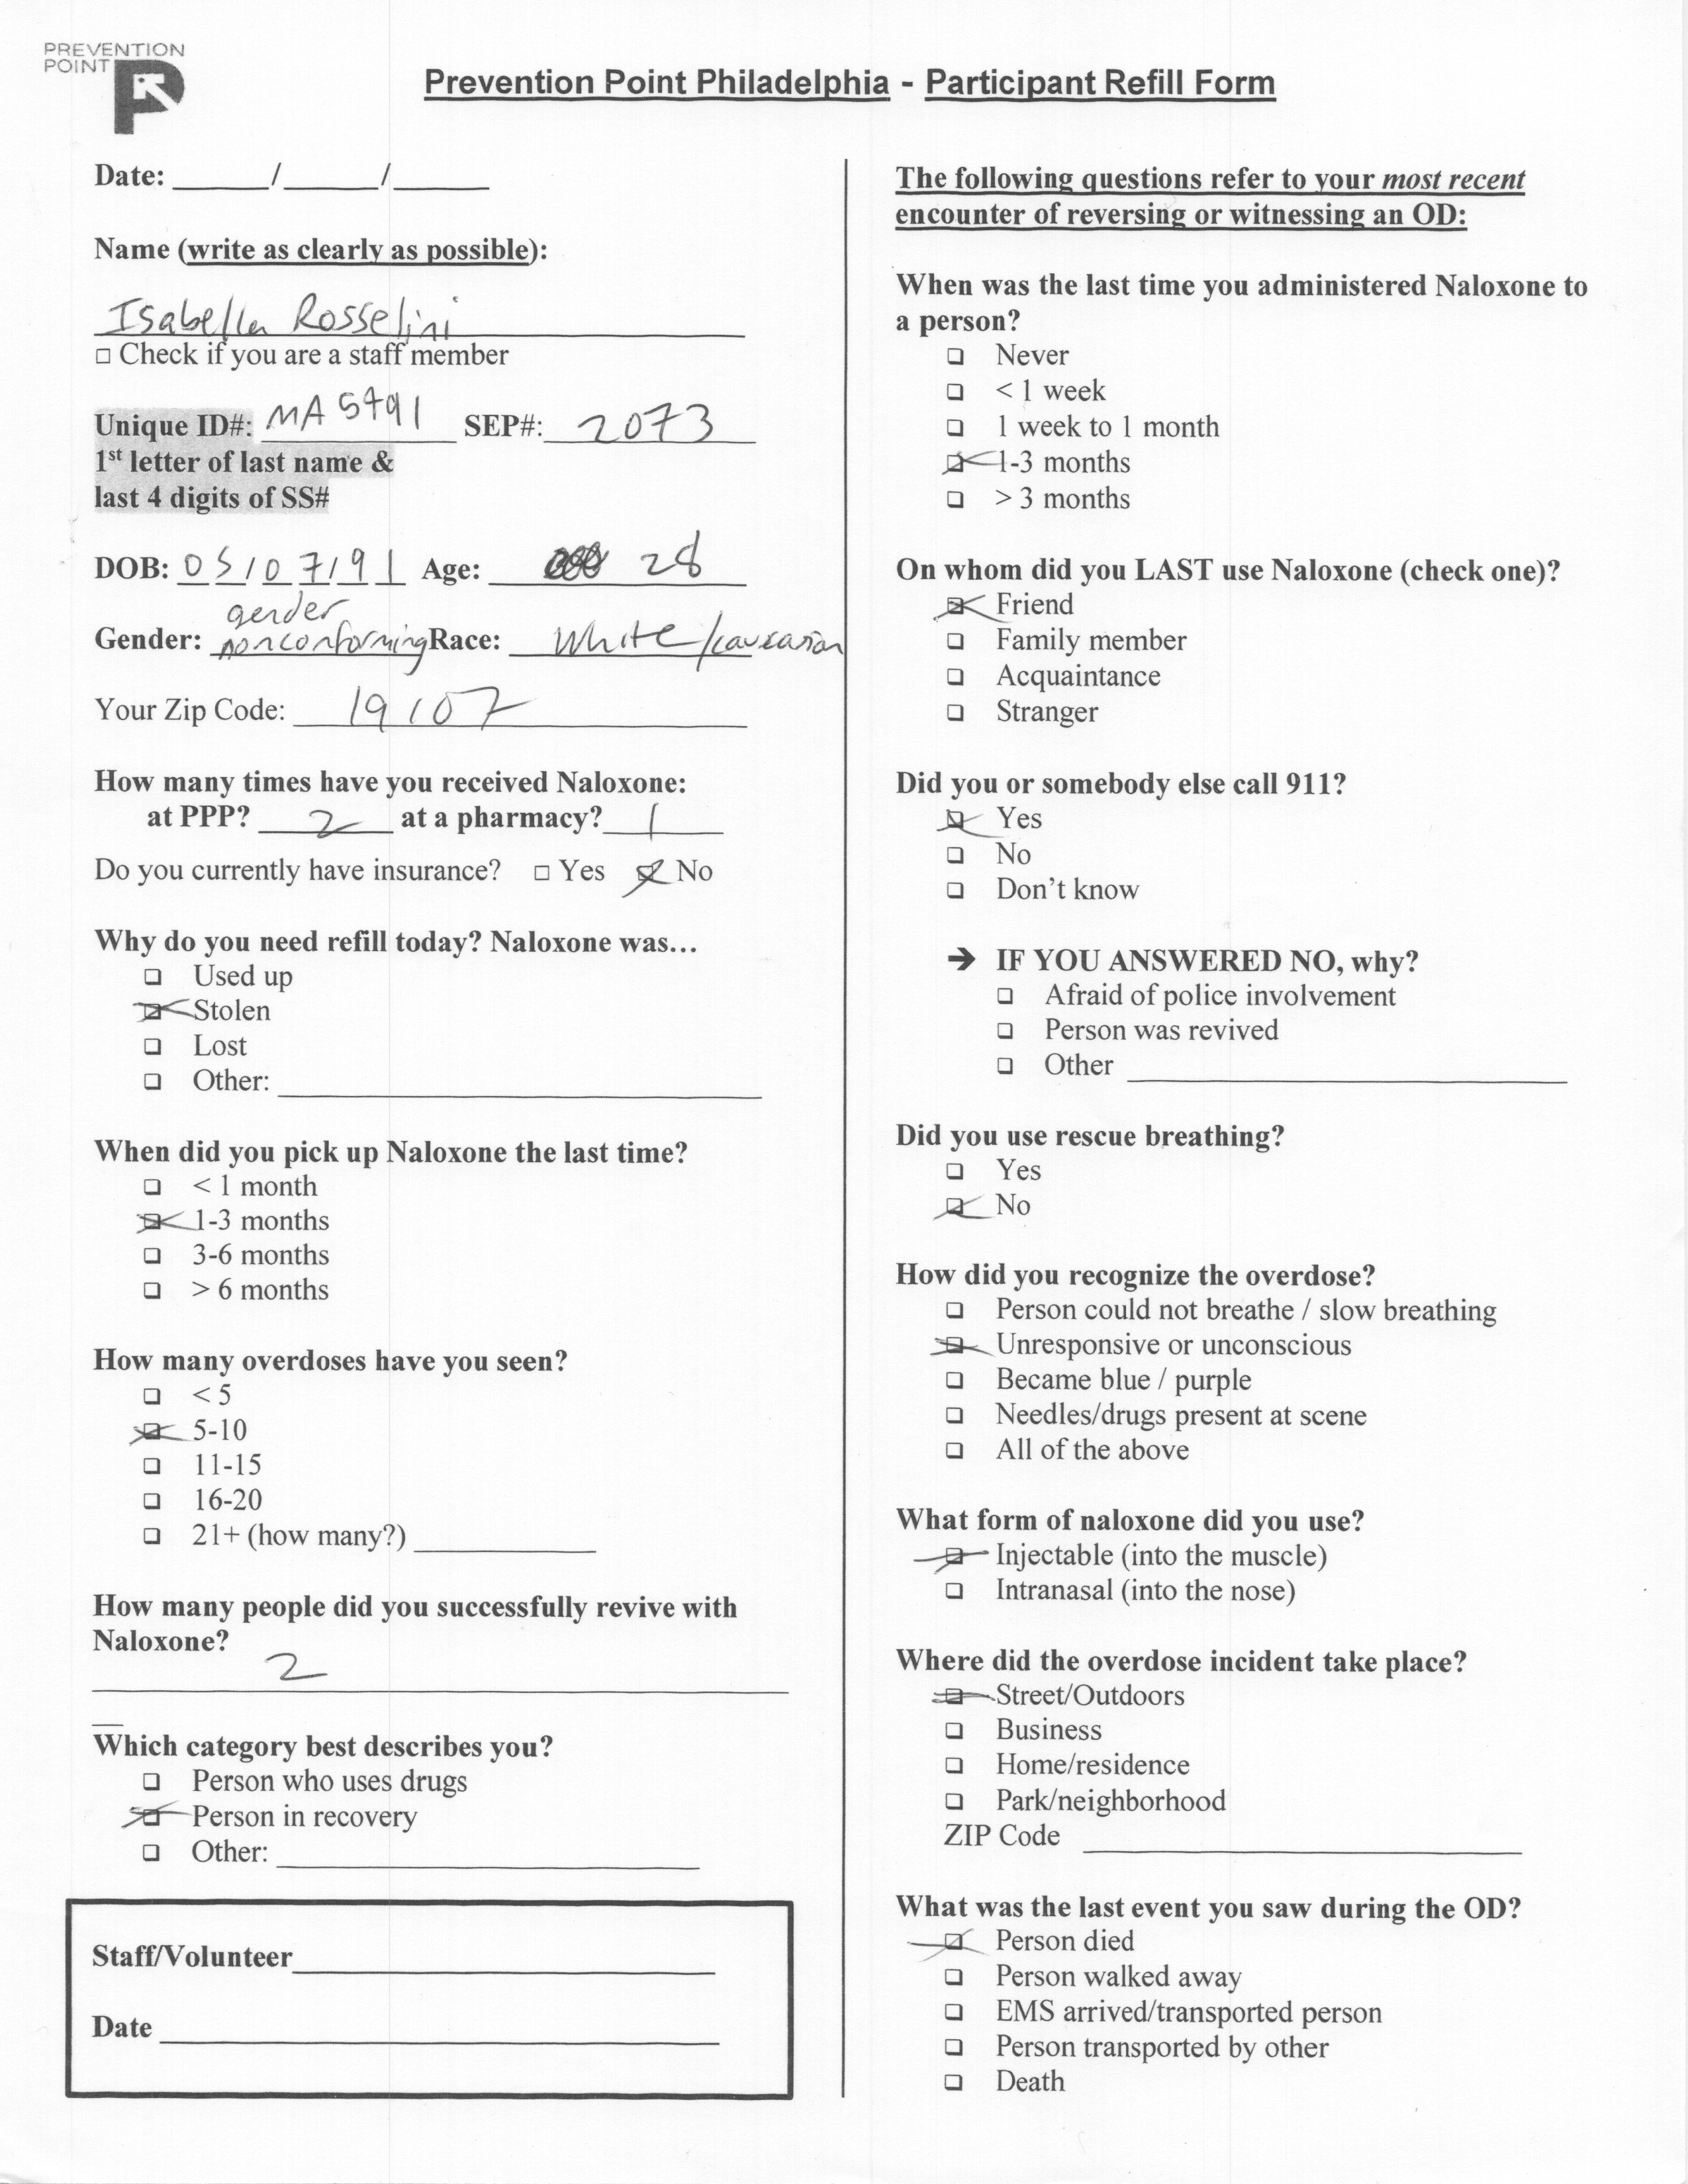 PREVENTION
POINT
Prevention Point Philadelphia - Participant Refill Form
Date: ______/______/______
Name (write as clearly as possible):
Isabella Rosselini
□ Check if you are a staff member
Unique ID#: MA 5791 SEP#: 2073
1st letter of last name &
last 4 digits of SS#
DOB: 05/07/91 Age: 28
gender
Gender: nonconforming Race: White/caucasian
Your Zip Code: 19107
How many times have you received Naloxone:
at PPP? 2 at a pharmacy? 1
Do you currently have insurance? □ Yes ☒ No
Why do you need refill today? Naloxone was…
❑ Used up
☒ Stolen
❑ Lost
❑ Other:
When did you pick up Naloxone the last time?
❑ < 1 month
☒ 1-3 months
❑ 3-6 months
❑ > 6 months
How many overdoses have you seen?
❑ < 5
☒ 5-10
❑ 11-15
❑ 16-20
❑ 21+ (how many?)
How many people did you successfully revive with
Naloxone?
2
Which category best describes you?
❑ Person who uses drugs
☒ Person in recovery
❑ Other:
Staff/Volunteer
Date
The following questions refer to your most recent
encounter of reversing or witnessing an OD:
When was the last time you administered Naloxone to
a person?
❑ Never
❑ < 1 week
❑ 1 week to 1 month
☒ 1-3 months
❑ > 3 months
On whom did you LAST use Naloxone (check one)?
☒ Friend
❑ Family member
❑ Acquaintance
❑ Stranger
Did you or somebody else call 911?
☒ Yes
❑ No
❑ Don't know
➔ IF YOU ANSWERED NO, why?
❑ Afraid of police involvement
❑ Person was revived
❑ Other
Did you use rescue breathing?
❑ Yes
☒ No
How did you recognize the overdose?
❑ Person could not breathe / slow breathing
☒ Unresponsive or unconscious
❑ Became blue / purple
❑ Needles/drugs present at scene
❑ All of the above
What form of naloxone did you use?
☒ Injectable (into the muscle)
❑ Intranasal (into the nose)
Where did the overdose incident take place?
☒ Street/Outdoors
❑ Business
❑ Home/residence
❑ Park/neighborhood
ZIP Code
What was the last event you saw during the OD?
☒ Person died
❑ Person walked away
❑ EMS arrived/transported person
❑ Person transported by other
❑ Death